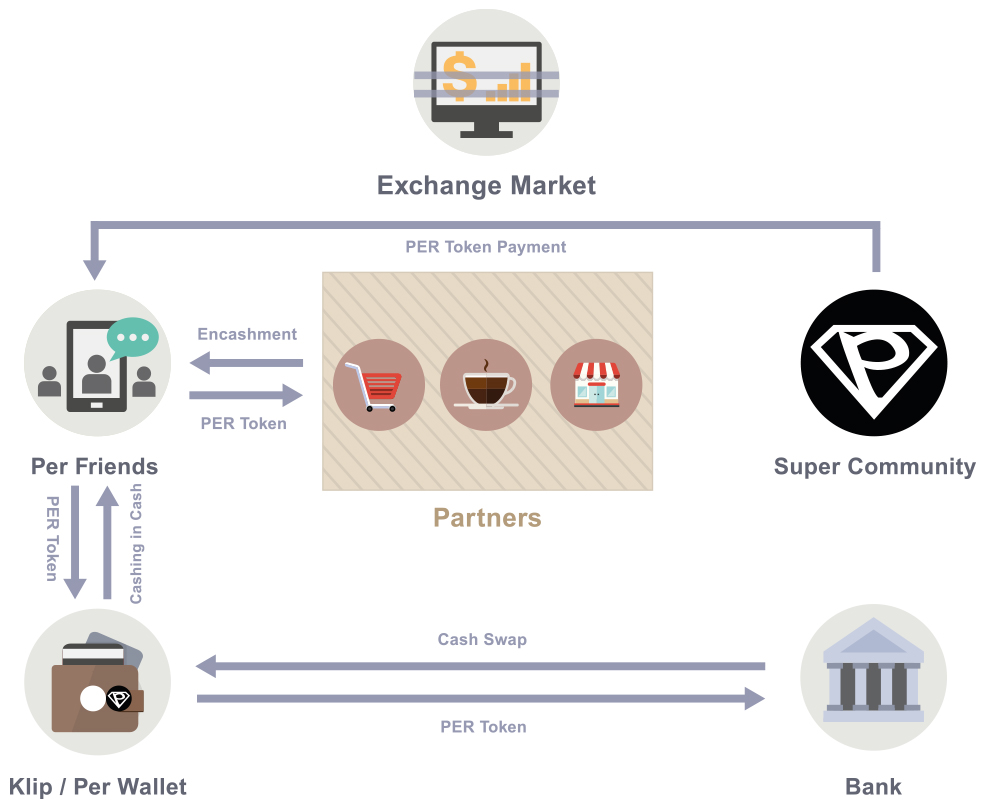 Exchange Market
PER Token Payment
Encashment
PER Token
Per Friends
Super Community
Partners
PER Token
Cashing in Cash
Cash Swap
PER Token
Klip / Per Wallet
Bank